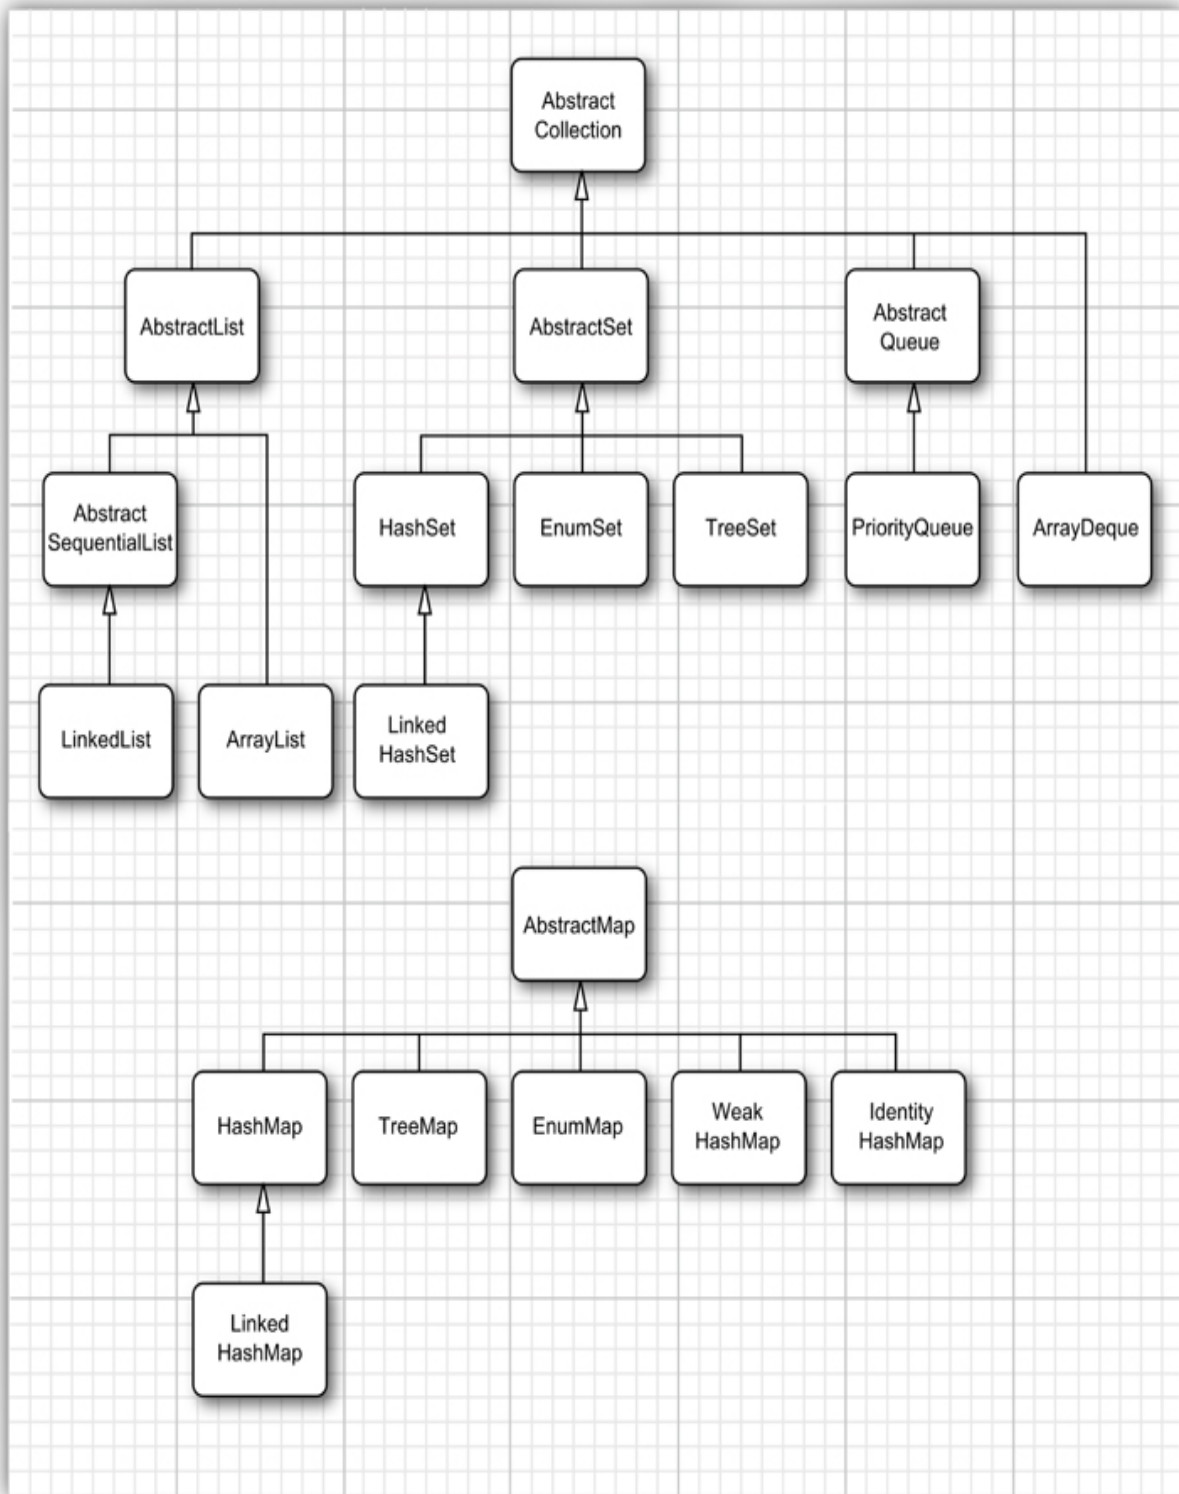 Abstract
Collection
AbstractList
AbstractSet
Abstract
Queue
Abstract
SequentialList
HashSet
EnumSet
TreeSet
PriorityQueue
ArrayDeque
LinkedList
ArrayList
Linked
HashSet
AbstractMap
HashMap
TreeMap
EnumMap
Weak
HashMap
Identity
HashMap
Linked
HashMap